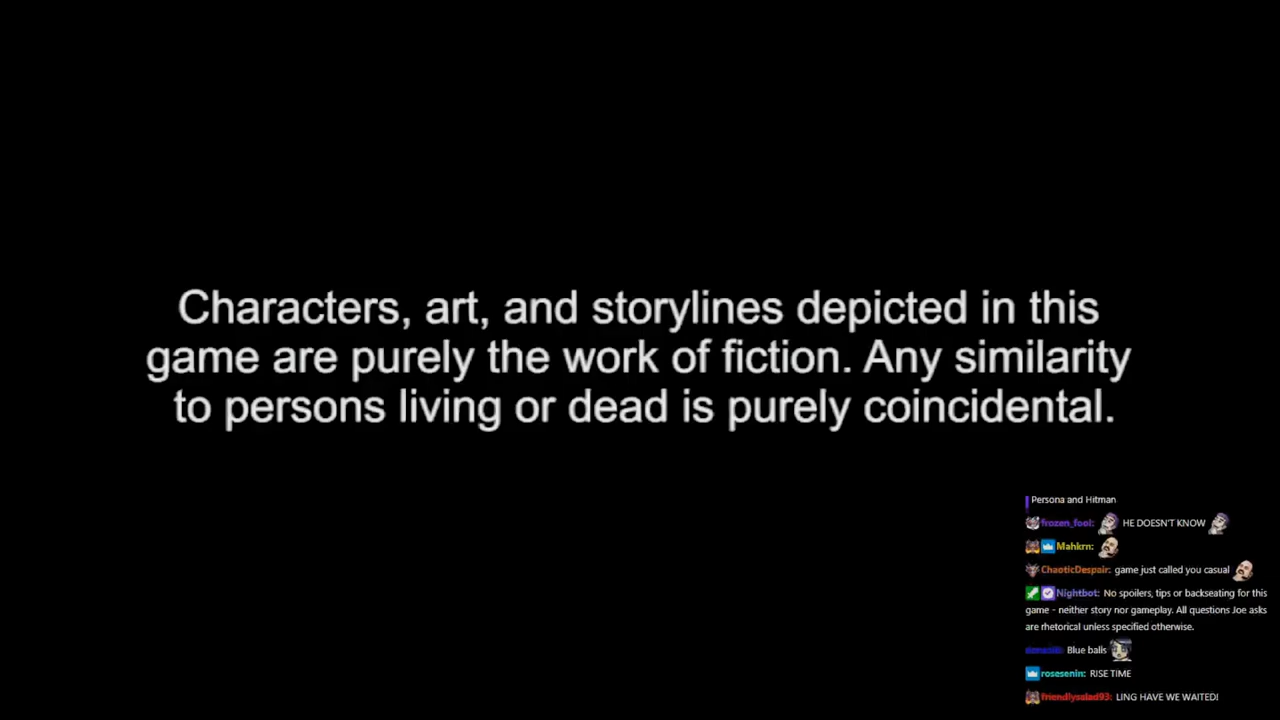 Characters, art, and storylines depicted in this
game are purely the work of fiction. Any similarity
to persons living or dead is purely coincidental.
Persona and Hitman
frozen_fool: HE DOESN'T KNOW
Mahkrn:
ChaoticDespair: game just called you casual
Nightbot: No spoilers, tips or backseating for this
game - neither story nor gameplay. All questions Joe asks
are rhetorical unless specified otherwise.
Blue balls
rosesenin: RISE TIME
friendlysalad93: LING HAVE WE WAITED!